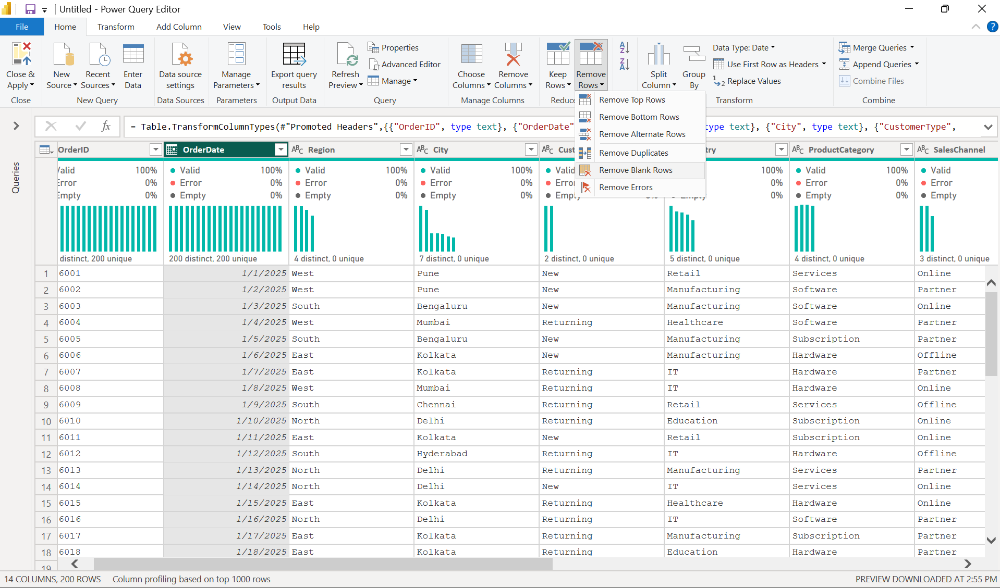 Untitled - Power Query Editor
File Home Transform Add Column View Tools Help
Close & Apply
New Source
Recent Sources
Enter Data
Data source settings
Manage Parameters
Export query results
Refresh Preview
Properties
Advanced Editor
Manage
Choose Columns
Remove Columns
Keep Rows
Remove Rows
Split Column
Group By
Data Type: Date
Use First Row as Headers
Replace Values
Merge Queries
Append Queries
Combine Files
Close New Query Data Sources Parameters Output Data Query Manage Columns Reduc Transform Combine
Remove Top Rows
Remove Bottom Rows
Remove Alternate Rows
Remove Duplicates
Remove Blank Rows
Remove Errors
Queries
fx = Table.TransformColumnTypes(#"Promoted Headers",{{"OrderID", type text}, {"OrderDate" type text}, {"City", type text}, {"CustomerType",
OrderID OrderDate ABC Region ABC City ABC Cust try ABC ProductCategory ABC SalesChannel
Valid 100% Valid 100% Valid 100% Valid 100% Valid 100% Valid 100% Valid
Error 0% Error 0% Error 0% Error 0% Erro 0% Error 0% Error
Empty 0% Empty 0% Empty 0% Empty 0% Empty 0% Empty 0% Empty 0% Empty
distinct, 200 unique 200 distinct, 200 unique 4 distinct, 0 unique 7 distinct, 0 unique 2 distinct, 0 unique 5 distinct, 0 unique 4 distinct, 0 unique 3 distinct, 0 unique
1 6001 1/1/2025 West Pune New Retail Services Online
2 6002 1/2/2025 West Pune New Manufacturing Software Partner
3 6003 1/3/2025 South Bengaluru New Manufacturing Software Online
4 6004 1/4/2025 West Mumbai Returning Healthcare Software Partner
5 6005 1/5/2025 South Bengaluru New Manufacturing Subscription Partner
6 6006 1/6/2025 East Kolkata New Manufacturing Hardware Offline
7 6007 1/7/2025 East Kolkata Returning IT Hardware Partner
8 6008 1/8/2025 West Mumbai Returning IT Hardware Online
9 6009 1/9/2025 South Chennai Returning Retail Services Offline
10 6010 1/10/2025 North Delhi Returning Education Subscription Online
11 6011 1/11/2025 East Kolkata New Retail Subscription Online
12 6012 1/12/2025 South Hyderabad Returning IT Hardware Offline
13 6013 1/13/2025 North Delhi Returning Manufacturing Services Partner
14 6014 1/14/2025 North Delhi New IT Services Online
15 6015 1/15/2025 East Kolkata Returning Healthcare Hardware Online
16 6016 1/16/2025 North Delhi Returning IT Software Partner
17 6017 1/17/2025 East Kolkata Returning Manufacturing Subscription Partner
18 6018 1/18/2025 East Kolkata Returning Education Hardware Partner
19
14 COLUMNS, 200 ROWS Column profiling based on top 1000 rows PREVIEW DOWNLOADED AT 2:55 PM